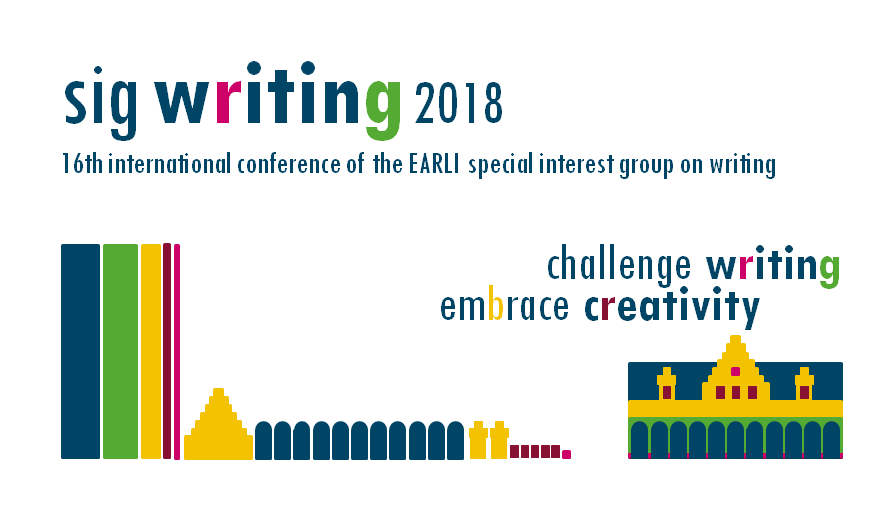 sig writing 2018
16th international conference of the EARLI special interest group on writing
challenge writing
embrace creativity